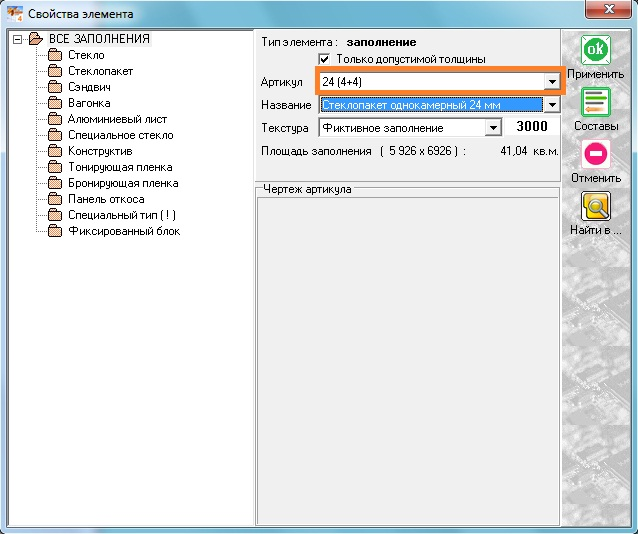 Свойства элемента
ВСЕ ЗАПОЛНЕНИЯ
Стекло
Стеклопакет
Сэндвич
Вагонка
Алюминиевый лист
Специальное стекло
Конструктив
Тонирующая пленка
Бронирующая пленка
Панель откоса
Специальный тип ( ! )
Фиксированный блок
Тип элемента : заполнение
Только допустимой толщины
Артикул 24 (4+4)
Название Стеклопакет однокамерный 24 мм
Текстура Фиктивное заполнение 3000
Площадь заполнения ( 5 926 x 6926 ) : 41,04 кв.м.
Чертеж артикула
ok
Применить
Составы
Отменить
Найти в ...